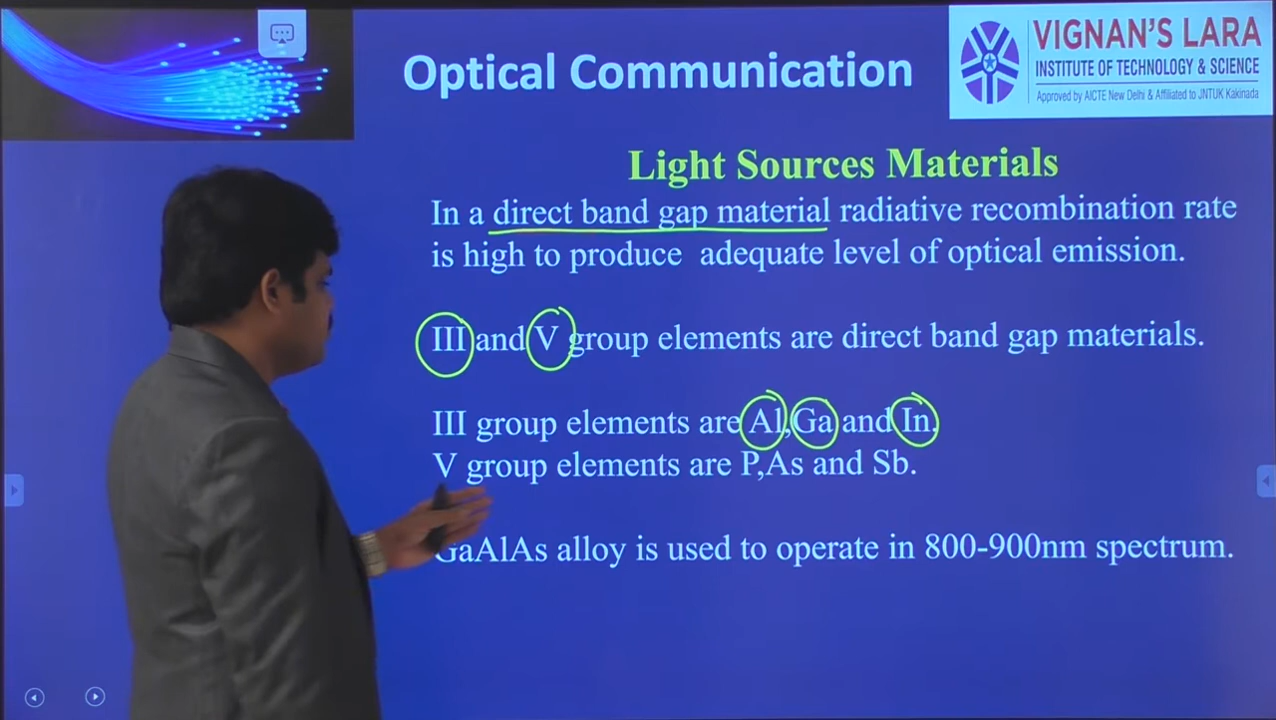 Optical Communication
VIGNAN'S LARA
INSTITUTE OF TECHNOLOGY & SCIENCE
Approved by AICTE New Delhi & Affiliated to JNTUK Kakinada
Light Sources Materials
In a direct band gap material radiative recombination rate
is high to produce adequate level of optical emission.
III and V group elements are direct band gap materials.
III group elements are Al,Ga and In.
V group elements are P,As and Sb.
GaAlAs alloy is used to operate in 800-900nm spectrum.